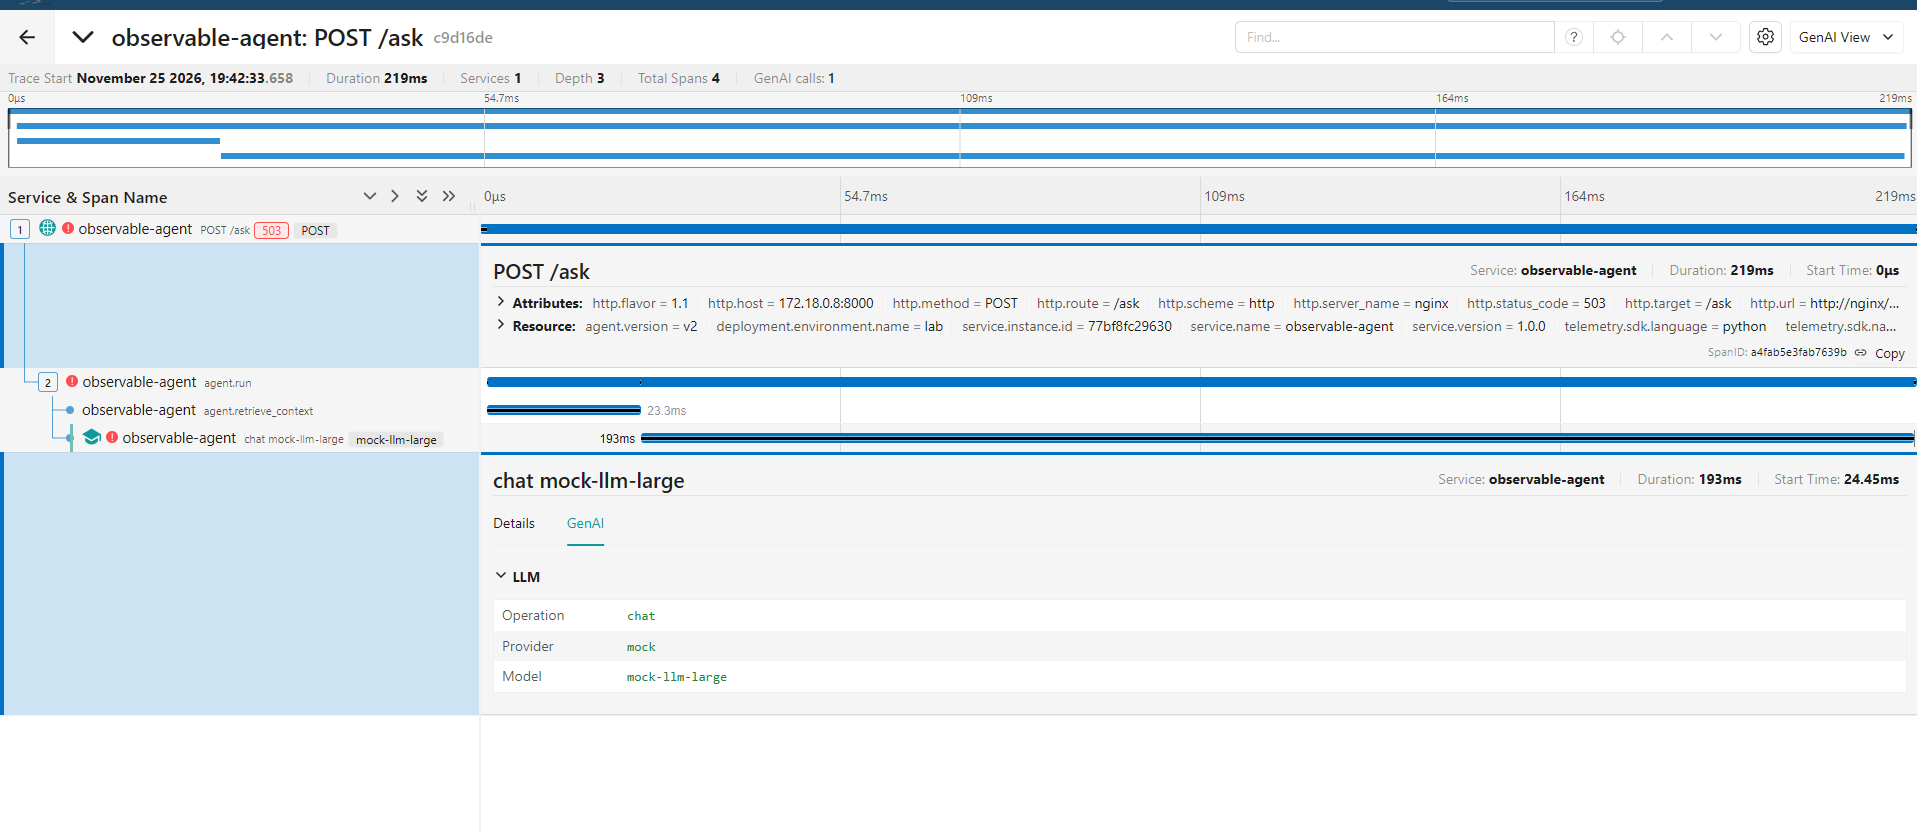 observable-agent: POST /ask c9d16de Find... ? GenAI View
Trace Start November 25 2026, 19:42:33.658 Duration 219ms Services 1 Depth 3 Total Spans 4 GenAI calls: 1
0μs 54.7ms 109ms 164ms 219ms
Service & Span Name 0μs 54.7ms 109ms 164ms 219ms
1 observable-agent POST /ask 503 POST
POST /ask Service: observable-agent Duration: 219ms Start Time: 0μs
Attributes: http.flavor = 1.1 http.host = 172.18.0.8:8000 http.method = POST http.route = /ask http.scheme = http http.server_name = nginx http.status_code = 503 http.target = /ask http.url = http://nginx/...
Resource: agent.version = v2 deployment.environment.name = lab service.instance.id = 77bf8fc29630 service.name = observable-agent service.version = 1.0.0 telemetry.sdk.language = python telemetry.sdk.na...
SpanID: a4fab5e3fab7639b Copy
2 observable-agent agent.run
observable-agent agent.retrieve_context 23.3ms
observable-agent chat mock-llm-large mock-llm-large 193ms
chat mock-llm-large Service: observable-agent Duration: 193ms Start Time: 24.45ms
Details GenAI
LLM
Operation chat
Provider mock
Model mock-llm-large